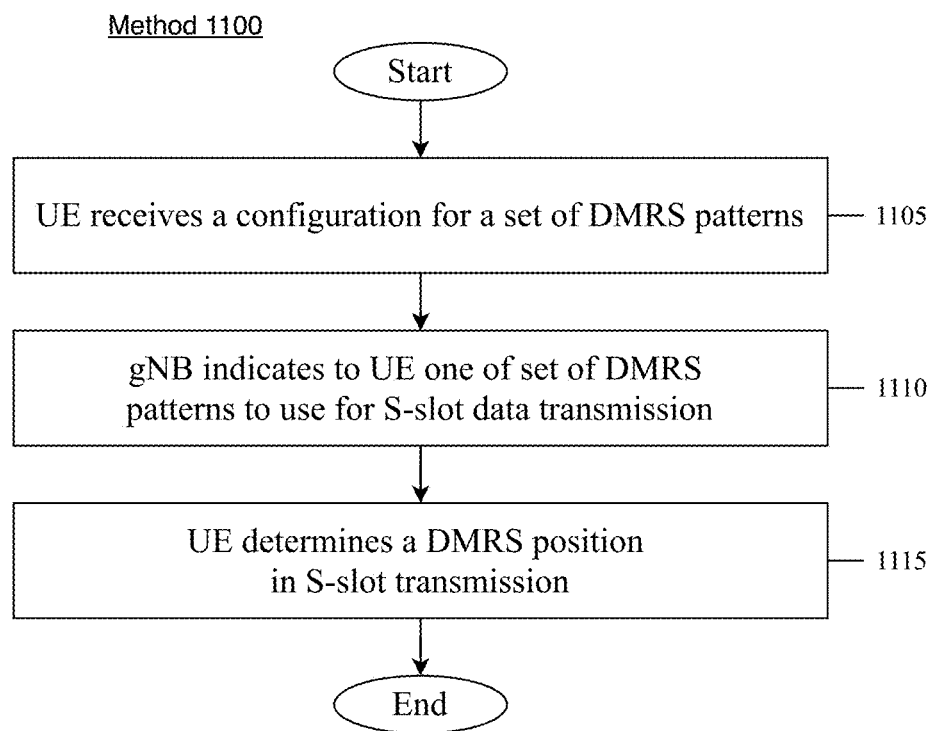 Method 1100
Start
UE receives a configuration for a set of DMRS patterns
1105
gNB indicates to UE one of set of DMRS
patterns to use for S-slot data transmission
1110
UE determines a DMRS position
in S-slot transmission
1115
End